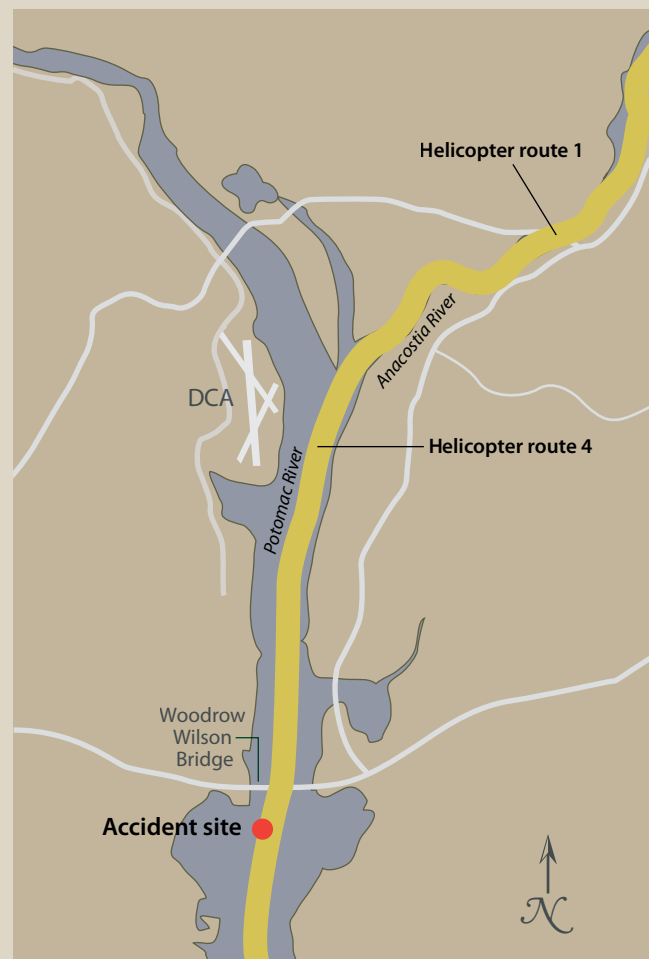 Helicopter route 1
Anacostia River
DCA
Helicopter route 4
Potomac River
Woodrow
Wilson
Bridge
Accident site
N